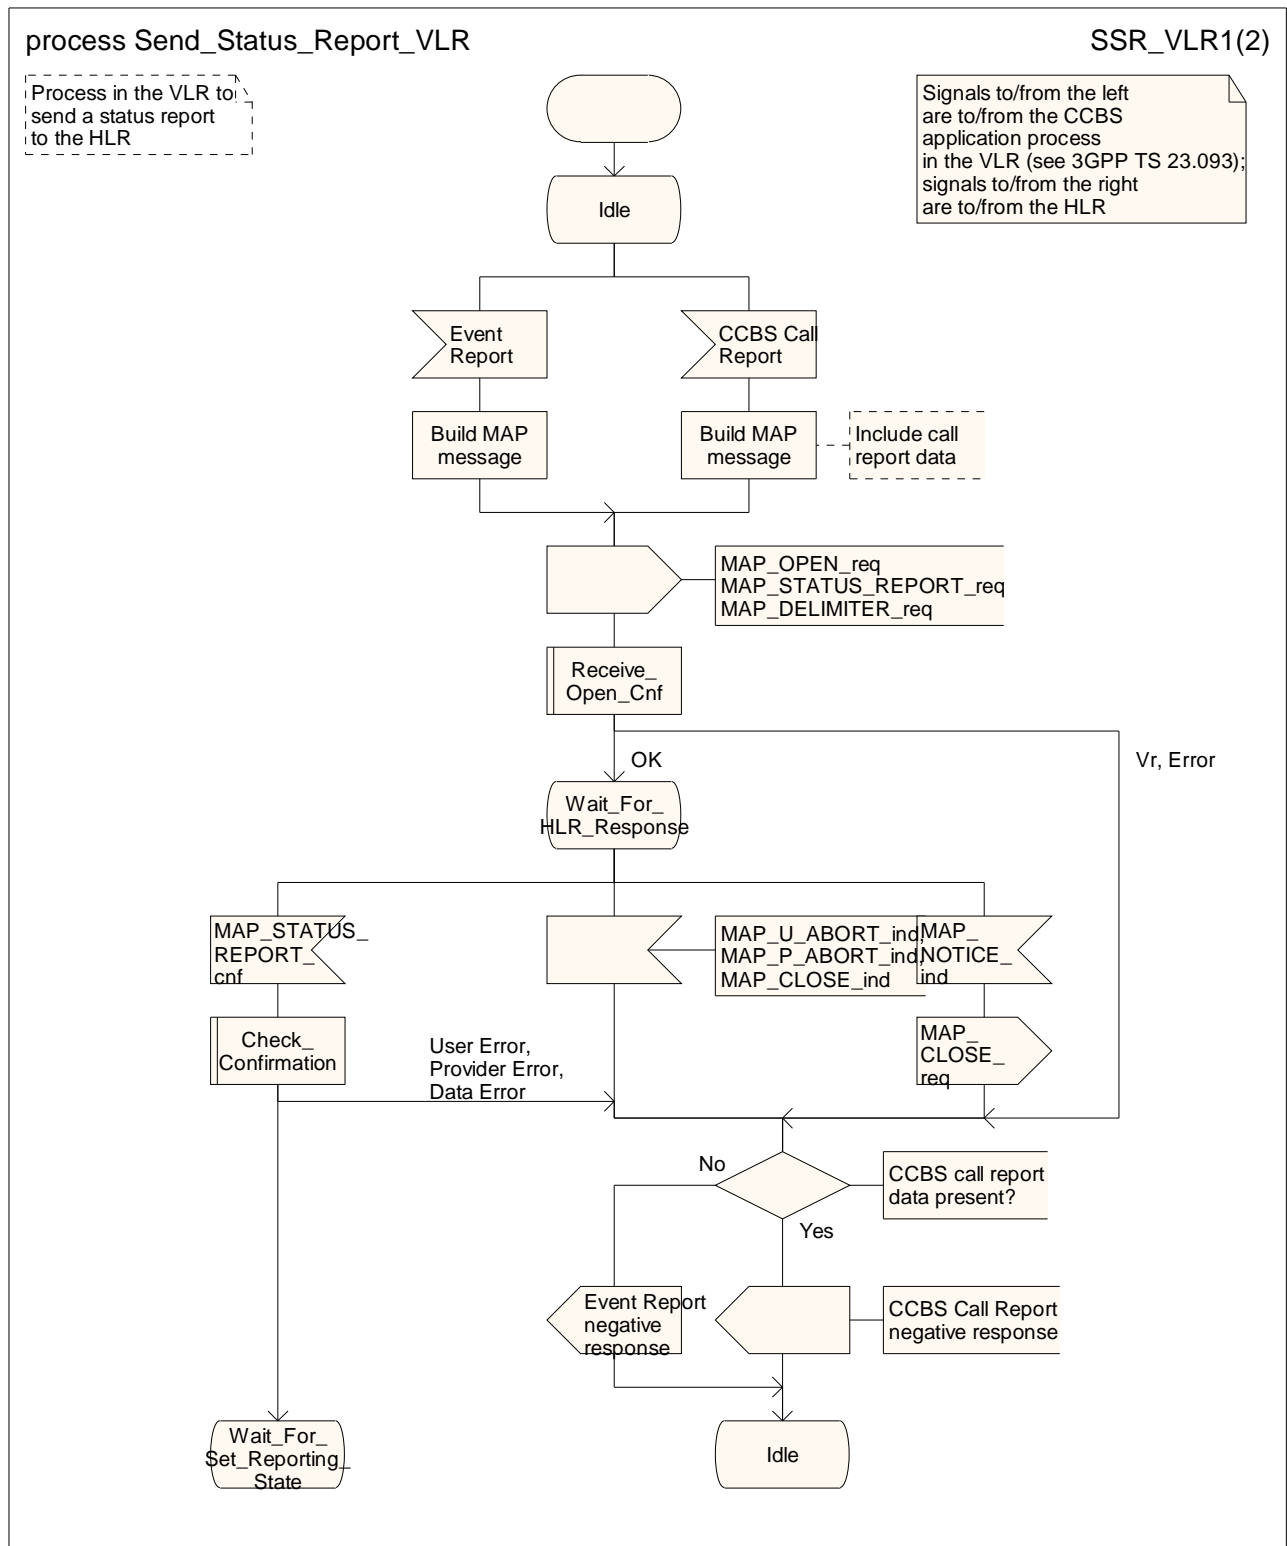 process Send_Status_Report_VLR
SSR_VLR1(2)
Process in the VLR to
send a status report
to the HLR
Signals to/from the left
are to/from the CCBS
application process
in the VLR (see 3GPP TS 23.093);
signals to/from the right
are to/from the HLR
Idle
Event
Report
CCBS Call
Report
Build MAP
message
Build MAP
message
Include call
report data
MAP_OPEN_req
MAP_STATUS_REPORT_req
MAP_DELIMITER_req
Receive_
Open_Cnf
OK
Vr, Error
Wait_For_
HLR_Response
MAP_STATUS_
REPORT_
cnf
MAP_U_ABORT_ind,
MAP_P_ABORT_ind,
MAP_CLOSE_ind
MAP_
NOTICE_
ind
Check_
Confirmation
User Error,
Provider Error,
Data Error
MAP_
CLOSE_
req
No
CCBS call report
data present?
Yes
Event Report
negative
response
CCBS Call Report
negative response
Wait_For_
Set_Reporting_
State
Idle